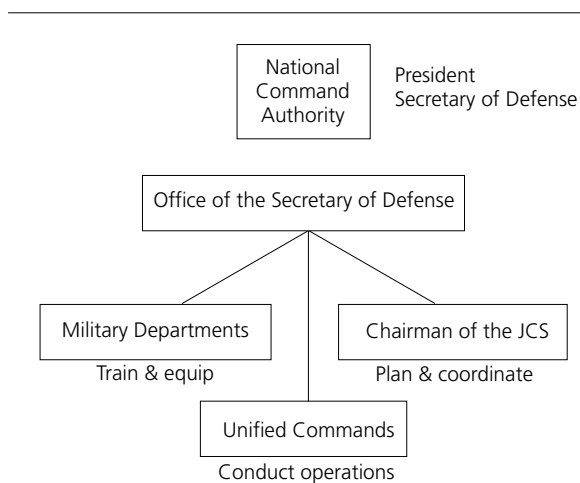 National
Command
Authority
President
Secretary of Defense
Office of the Secretary of Defense
Military Departments
Train & equip
Chairman of the JCS
Plan & coordinate
Unified Commands
Conduct operations